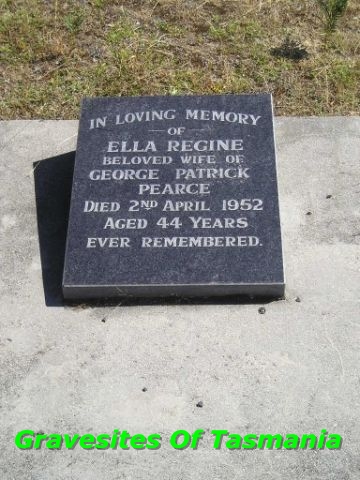 IN LOVING MEMORY
— OF —
ELLA REGINE
BELOVED WIFE OF
GEORGE PATRICK
PEARCE
DIED 2ND APRIL 1952
AGED 44 YEARS
EVER REMEMBERED.
Gravesites Of Tasmania